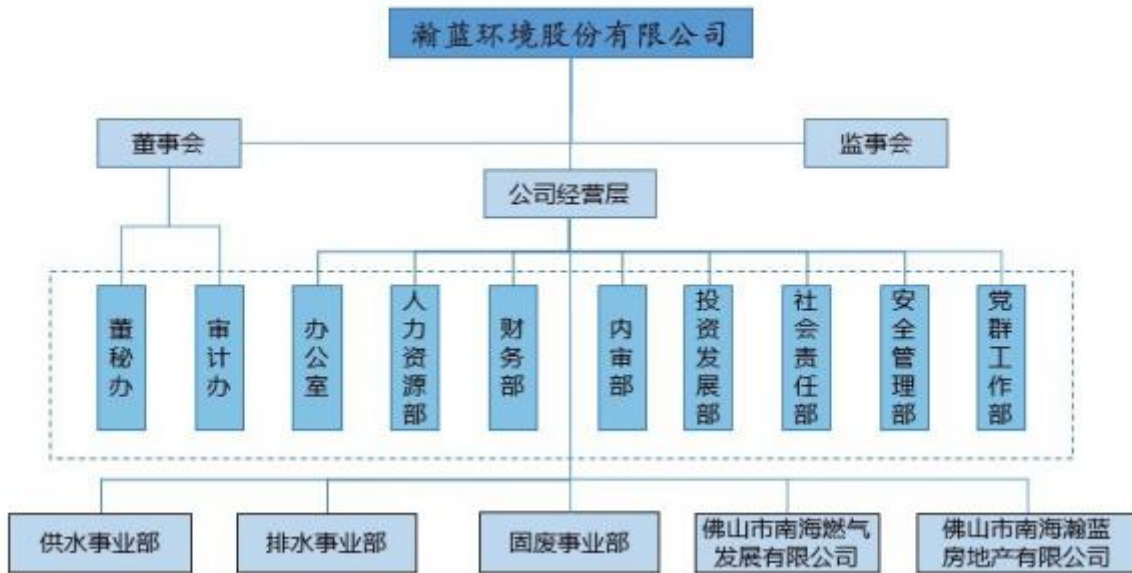 瀚蓝环境股份有限公司
董事会
监事会
公司经营层
董秘办
审计办
办公室
人力资源部
财务部
内审部
投资发展部
社会责任部
安全管理部
党群工作部
供水事业部
排水事业部
固废事业部
佛山市南海燃气
发展有限公司
佛山市南海瀚蓝
房地产有限公司